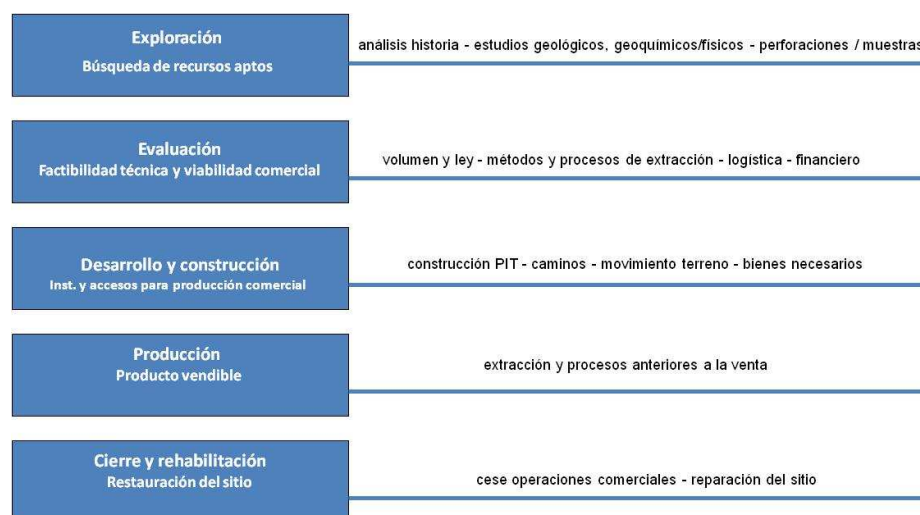 Exploración
Búsqueda de recursos aptos
análisis historia - estudios geológicos, geoquímicos/físicos - perforaciones / muestras
Evaluación
Factibilidad técnica y viabilidad comercial
volumen y ley - métodos y procesos de extracción - logística - financiero
Desarrollo y construcción
Inst. y accesos para producción comercial
construcción PIT - caminos - movimiento terreno - bienes necesarios
Producción
Producto vendible
extracción y procesos anteriores a la venta
Cierre y rehabilitación
Restauración del sitio
cese operaciones comerciales - reparación del sitio